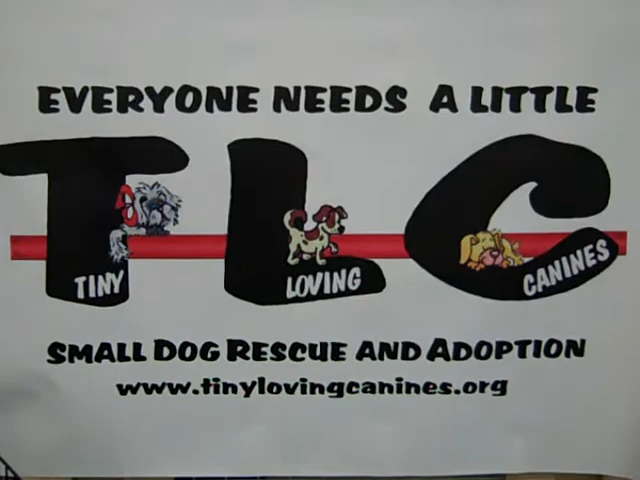 EVERYONE NEEDS A LITTLE
TLC
TINY LOVING CANINES
SMALL DOG RESCUE AND ADOPTION
www.tinylovingcanines.org